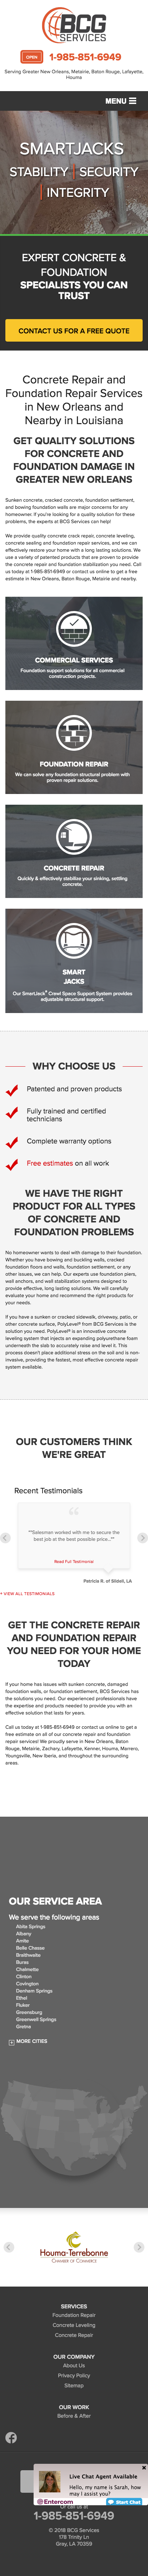 BCG
SERVICES
OPEN 1-985-851-6949
Serving Greater New Orleans, Metairie, Baton Rouge, Lafayette,
Houma
MENU
SMARTJACKS
STABILITY | SECURITY
| INTEGRITY
EXPERT CONCRETE &
FOUNDATION
SPECIALISTS YOU CAN
TRUST
CONTACT US FOR A FREE QUOTE
Concrete Repair and
Foundation Repair Services
in New Orleans and
Nearby in Louisiana
GET QUALITY SOLUTIONS
FOR CONCRETE AND
FOUNDATION DAMAGE IN
GREATER NEW ORLEANS
Sunken concrete, cracked concrete, foundation settlement,
and bowing foundation walls are major concerns for any
homeowner. If you're looking for a quality solution for these
problems, the experts at BCG Services can help!
We provide quality concrete crack repair, concrete leveling,
concrete sealing and foundation repair services, and we can
effectively restore your home with a long lasting solutions. We
offer a variety of patented, proven products to provide the
complete concrete and foundational solution you need. Call
us today at 1-985-851-6949 or contact us online to get a free
estimate in New Orleans, Baton Rouge, Metairie and nearby.
COMMERCIAL SERVICES
Foundation support solutions for all commercial
construction projects.
FOUNDATION REPAIR
We can solve any foundation structural problem with
proven repair solutions.
CONCRETE REPAIR
Quickly & effectively stabilize your sinking, settling
concrete.
SMART
JACKS
Our SmartJack® Crawl Space Support System provides
adjustable structural support.
WHY CHOOSE US
Patented and proven products
Fully trained and certified
technicians
Complete warranty options
Free estimates on all work
WE HAVE THE RIGHT
PRODUCT FOR ALL TYPES
OF CONCRETE AND
FOUNDATION PROBLEMS
No homeowner wants to deal with damage to their foundation.
Whether you have tilting and bowing walls, cracked
foundation floors and walls, foundation settlement, or any
other issues, we can help. Our experts use foundation piers,
wall anchors, and wall stabilization systems designed to
provide effective, long lasting solutions. We will carefully
evaluate your home and recommend the right products for
your needs.
If you have a sunken or cracked sidewalk, driveway, patio, or
other concrete surface, PolyLevel® from BCG Services is the
solution you need. PolyLevel® is an innovative concrete
leveling system that injects an expanding polyurethane foam
underneath the slab to accurately raise and level it. This
process doesn't place additional stress on the soil and is non-
invasive, providing the fastest, most effective concrete repair
system available.
OUR CUSTOMERS THINK
WE'RE GREAT
Recent Testimonials
""Salesman worked with me to secure the
best job at the best possible price...""
Read Full Testimonial
Patricia R. of Slidell, LA
+ VIEW ALL TESTIMONIALS
GET THE CONCRETE REPAIR
AND FOUNDATION REPAIR
YOU NEED FOR YOUR HOME
TODAY
If your home has issues with sunken concrete, damaged
foundation walls, or foundation settlement, BCG Services has
the solutions you need. Our experienced professionals have
the expertise and products needed to provide you with an
effective solution that lasts for years.
Call us today at 1-985-851-6949 or contact us online to get a
free estimate on all of our concrete repair and foundation
repair services! We proudly serve in New Orleans, Baton
Rouge, Metairie, Zachary, Lafayette, Kenner, Houma, Marrero,
Youngsville, New Iberia, and throughout the surrounding
areas.
OUR SERVICE AREA
We serve the following areas
Abita Springs
Albany
Amite
Belle Chasse
Braithwaite
Buras
Chalmette
Clinton
Covington
Denham Springs
Ethel
Fluker
Greensburg
Greenwell Springs
Gretna
MORE CITIES
Houma-Terrebonne
CHAMBER OF COMMERCE
SERVICES
Foundation Repair
Concrete Leveling
Concrete Repair
OUR COMPANY
About Us
Privacy Policy
Sitemap
OUR WORK
Before & After
Live Chat Agent Available
Hello, my name is Sarah, how
may I assist you?
Entercom
Start Chat
Or call us at
1-985-851-6949
© 2018 BCG Services
178 Trinity Ln
Gray, LA 70359